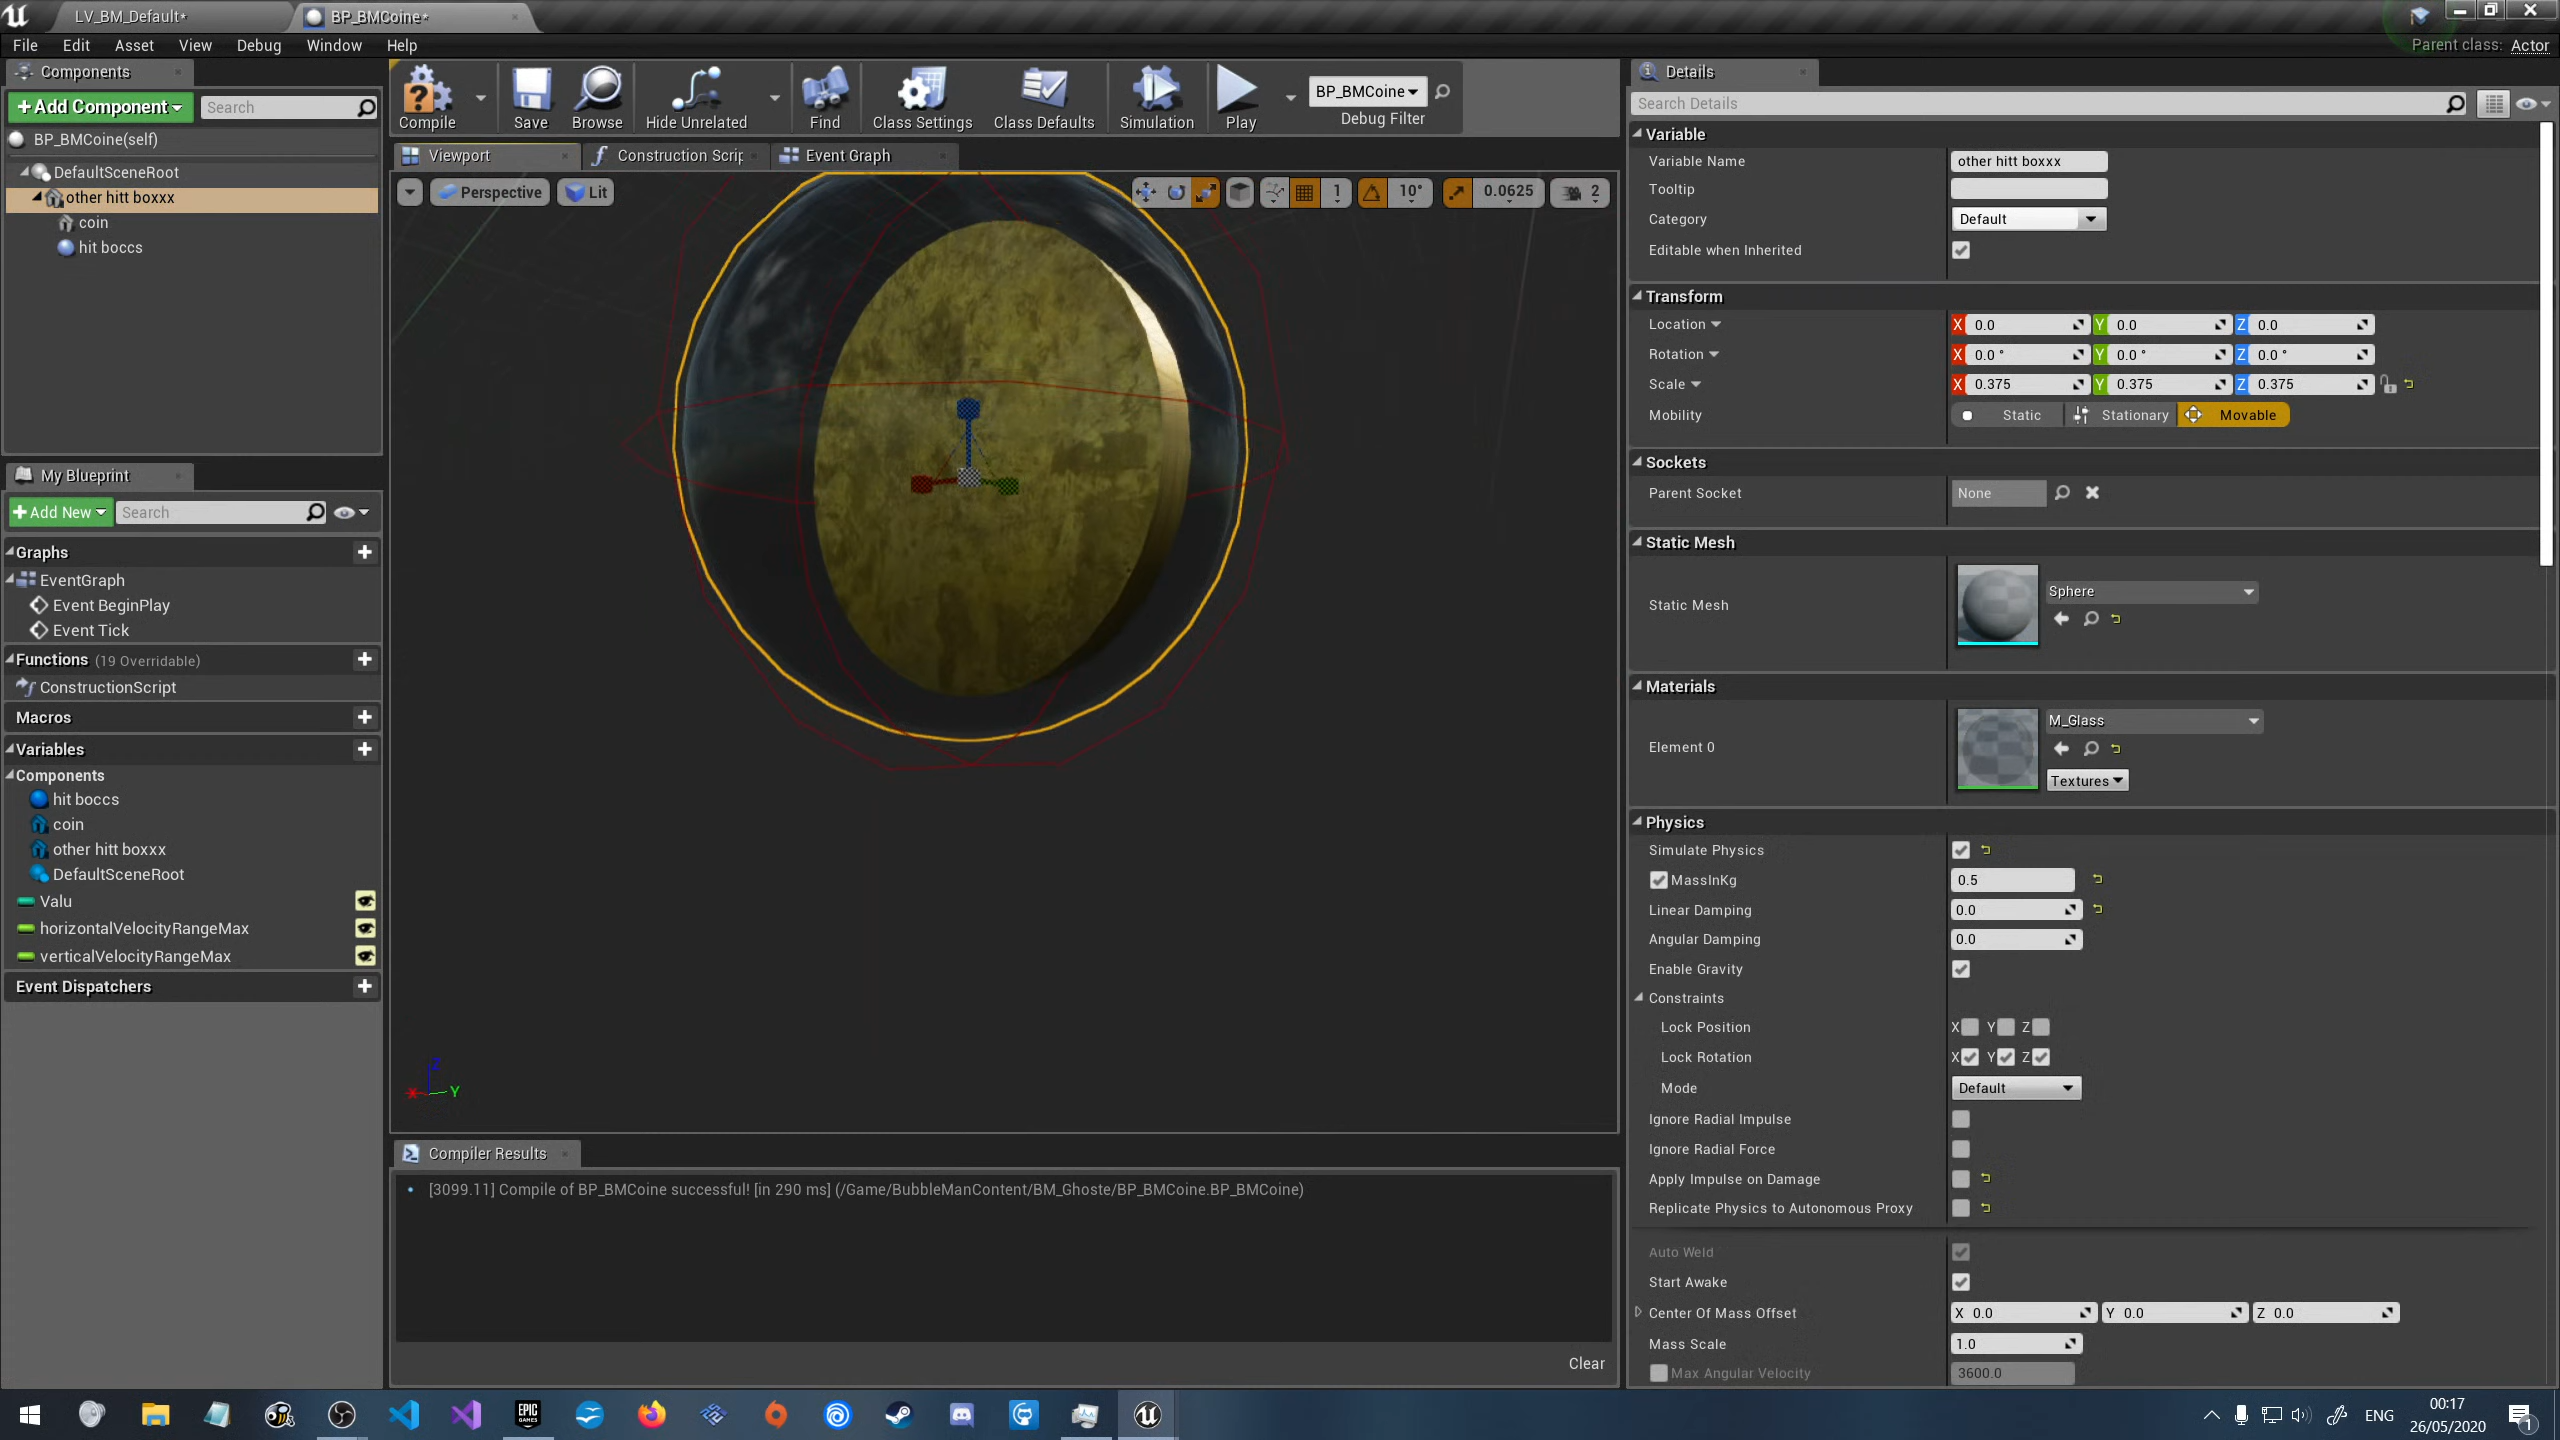 LV_BM_Default*
BP_BMCoine*
File Edit Asset View Debug Window Help
Parent class: Actor
Components
+Add Component
Search
BP_BMCoine(self)
DefaultSceneRoot
other hitt boxxx
coin
hit boccs
My Blueprint
+Add New
Search
Graphs
EventGraph
Event BeginPlay
Event Tick
Functions (19 Overridable)
ConstructionScript
Macros
Variables
Components
hit boccs
coin
other hitt boxxx
DefaultSceneRoot
Valu
horizontalVelocityRangeMax
verticalVelocityRangeMax
Event Dispatchers
Compile Save Browse Hide Unrelated Find Class Settings Class Defaults Simulation Play
BP_BMCoine
Debug Filter
Viewport Construction Scrip Event Graph
Perspective Lit
1 10° 0.0625 2
Z
Y
Compiler Results
[3099.11] Compile of BP_BMCoine successful! [in 290 ms] (/Game/BubbleManContent/BM_Ghoste/BP_BMCoine.BP_BMCoine)
Clear
Details
Search Details
Variable
Variable Name other hitt boxxx
Tooltip
Category Default
Editable when Inherited
Transform
Location X 0.0 Y 0.0 Z 0.0
Rotation X 0.0 ° Y 0.0 ° Z 0.0 °
Scale X 0.375 Y 0.375 Z 0.375
Mobility Static Stationary Movable
Sockets
Parent Socket None
Static Mesh
Static Mesh Sphere
Materials
Element 0 M_Glass
Textures
Physics
Simulate Physics
MassInKg 0.5
Linear Damping 0.0
Angular Damping 0.0
Enable Gravity
Constraints
Lock Position X Y Z
Lock Rotation X Y Z
Mode Default
Ignore Radial Impulse
Ignore Radial Force
Apply Impulse on Damage
Replicate Physics to Autonomous Proxy
Auto Weld
Start Awake
Center Of Mass Offset X 0.0 Y 0.0 Z 0.0
Mass Scale 1.0
Max Angular Velocity 3600.0
EPIC GAMES
ENG
00:17
26/05/2020
1